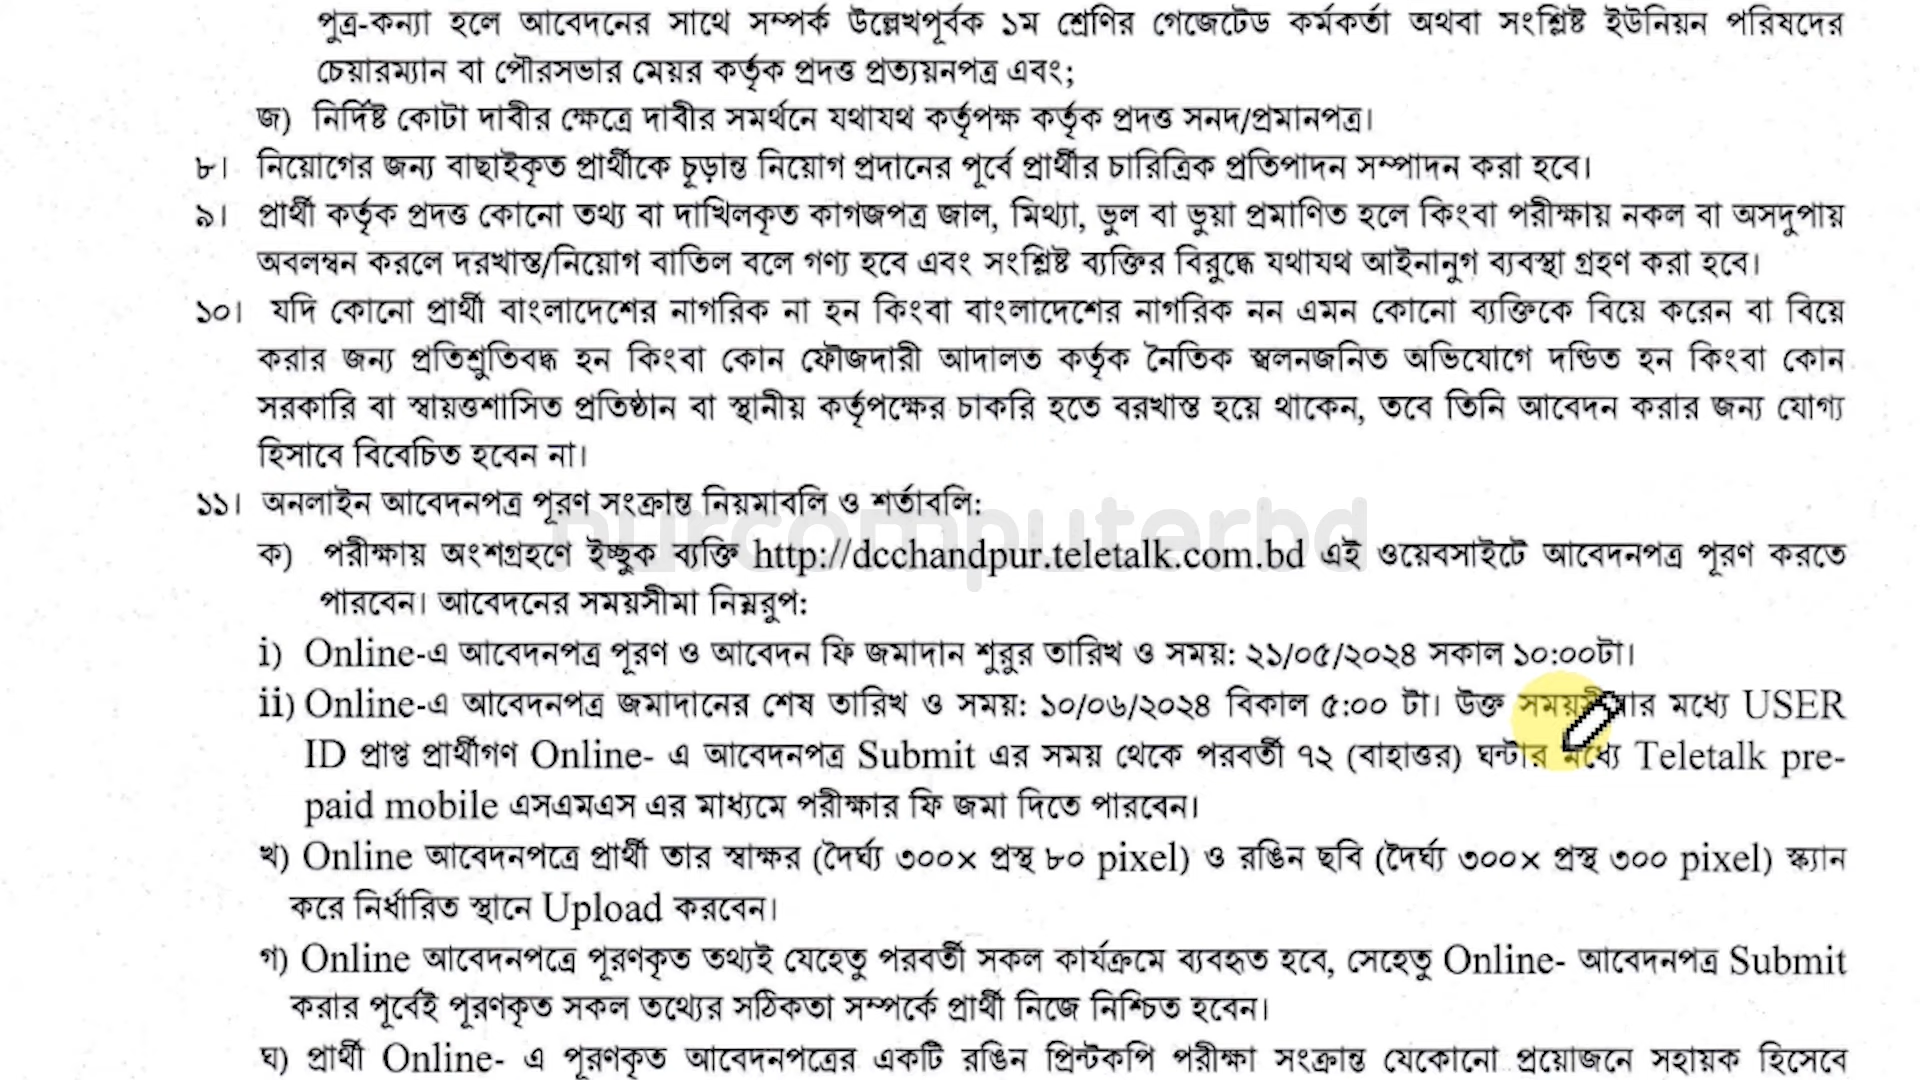 পুত্র-কন্যা হলে আবেদনের সাথে সম্পর্ক উল্লেখপূর্বক ১ম শ্রেণির গেজেটেড কর্মকর্তা অথবা সংশ্লিষ্ট ইউনিয়ন পরিষদের
চেয়ারম্যান বা পৌরসভার মেয়র কর্তৃক প্রদত্ত প্রত্যয়নপত্র এবং;
জ) নির্দিষ্ট কোটা দাবীর ক্ষেত্রে দাবীর সমর্থনে যথাযথ কর্তৃপক্ষ কর্তৃক প্রদত্ত সনদ/প্রমানপত্র।
৮। নিয়োগের জন্য বাছাইকৃত প্রার্থীকে চূড়ান্ত নিয়োগ প্রদানের পূর্বে প্রার্থীর চারিত্রিক প্রতিপাদন সম্পাদন করা হবে।
৯। প্রার্থী কর্তৃক প্রদত্ত কোনো তথ্য বা দাখিলকৃত কাগজপত্র জাল, মিথ্যা, ভুল বা ভুয়া প্রমাণিত হলে কিংবা পরীক্ষায় নকল বা অসদুপায়
অবলম্বন করলে দরখাস্ত/নিয়োগ বাতিল বলে গণ্য হবে এবং সংশ্লিষ্ট ব্যক্তির বিরুদ্ধে যথাযথ আইনানুগ ব্যবস্থা গ্রহণ করা হবে।
১০। যদি কোনো প্রার্থী বাংলাদেশের নাগরিক না হন কিংবা বাংলাদেশের নাগরিক নন এমন কোনো ব্যক্তিকে বিয়ে করেন বা বিয়ে
করার জন্য প্রতিশ্রুতিবদ্ধ হন কিংবা কোন ফৌজদারী আদালত কর্তৃক নৈতিক স্খলনজনিত অভিযোগে দন্ডিত হন কিংবা কোন
সরকারি বা স্বায়ত্তশাসিত প্রতিষ্ঠান বা স্থানীয় কর্তৃপক্ষের চাকরি হতে বরখাস্ত হয়ে থাকেন, তবে তিনি আবেদন করার জন্য যোগ্য
হিসাবে বিবেচিত হবেন না।
১১। অনলাইন আবেদনপত্র পূরণ সংক্রান্ত নিয়মাবলি ও শর্তাবলি:
nurcomputerbd
ক) পরীক্ষায় অংশগ্রহণে ইচ্ছুক ব্যক্তি http://dcchandpur.teletalk.com.bd এই ওয়েবসাইটে আবেদনপত্র পূরণ করতে
পারবেন। আবেদনের সময়সীমা নিম্নরুপ:
i) Online-এ আবেদনপত্র পূরণ ও আবেদন ফি জমাদান শুরুর তারিখ ও সময়: ২১/০৫/২০২৪ সকাল ১০:০০টা।
ii) Online-এ আবেদনপত্র জমাদানের শেষ তারিখ ও সময়: ১০/০৬/২০২৪ বিকাল ৫:০০ টা। উক্ত সময়সীমার মধ্যে USER
ID প্রাপ্ত প্রার্থীগণ Online- এ আবেদনপত্র Submit এর সময় থেকে পরবর্তী ৭২ (বাহাত্তর) ঘন্টার মধ্যে Teletalk pre-
paid mobile এসএমএস এর মাধ্যমে পরীক্ষার ফি জমা দিতে পারবেন।
খ) Online আবেদনপত্রে প্রার্থী তার স্বাক্ষর (দৈর্ঘ্য ৩০০× প্রস্থ ৮০ pixel) ও রঙিন ছবি (দৈর্ঘ্য ৩০০× প্রস্থ ৩০০ pixel) স্ক্যান
করে নির্ধারিত স্থানে Upload করবেন।
গ) Online আবেদনপত্রে পূরণকৃত তথ্যই যেহেতু পরবর্তী সকল কার্যক্রমে ব্যবহৃত হবে, সেহেতু Online- আবেদনপত্র Submit
করার পূর্বেই পূরণকৃত সকল তথ্যের সঠিকতা সম্পর্কে প্রার্থী নিজে নিশ্চিত হবেন।
ঘ) প্রার্থী Online- এ পূরণকৃত আবেদনপত্রের একটি রঙিন প্রিন্টকপি পরীক্ষা সংক্রান্ত যেকোনো প্রয়োজনে সহায়ক হিসেবে